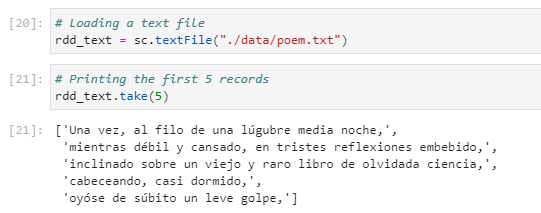 [20]: # Loading a text file
rdd_text = sc.textFile("./data/poem.txt")
[21]: # Printing the first 5 records
rdd_text.take(5)
[21]: ['Una vez, al filo de una lúgubre media noche,',
'mientras débil y cansado, en tristes reflexiones embebido,',
'inclinado sobre un viejo y raro libro de olvidada ciencia,',
'cabeceando, casi dormido,',
'oyóse de súbito un leve golpe,']